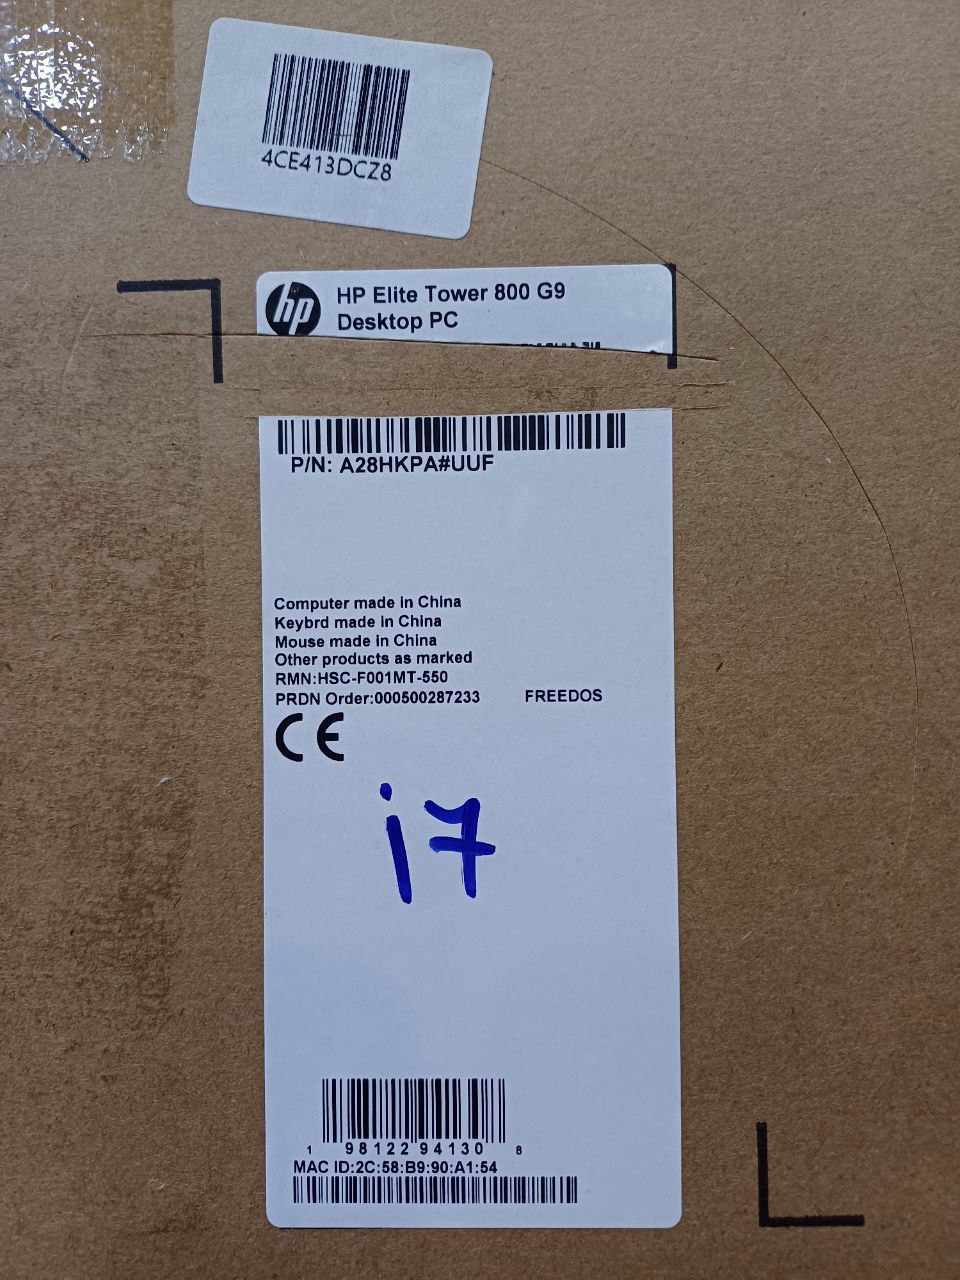 4CE413DCZ8
hp
HP Elite Tower 800 G9
Desktop PC
P/N: A28HKPA#UUF
Computer made in China
Keybrd made in China
Mouse made in China
Other products as marked
RMN:HSC-F001MT-550
PRDN Order:000500287233 FREEDOS
CE
i7
1 98122 94130 8
MAC ID:2C:58:B9:90:A1:54